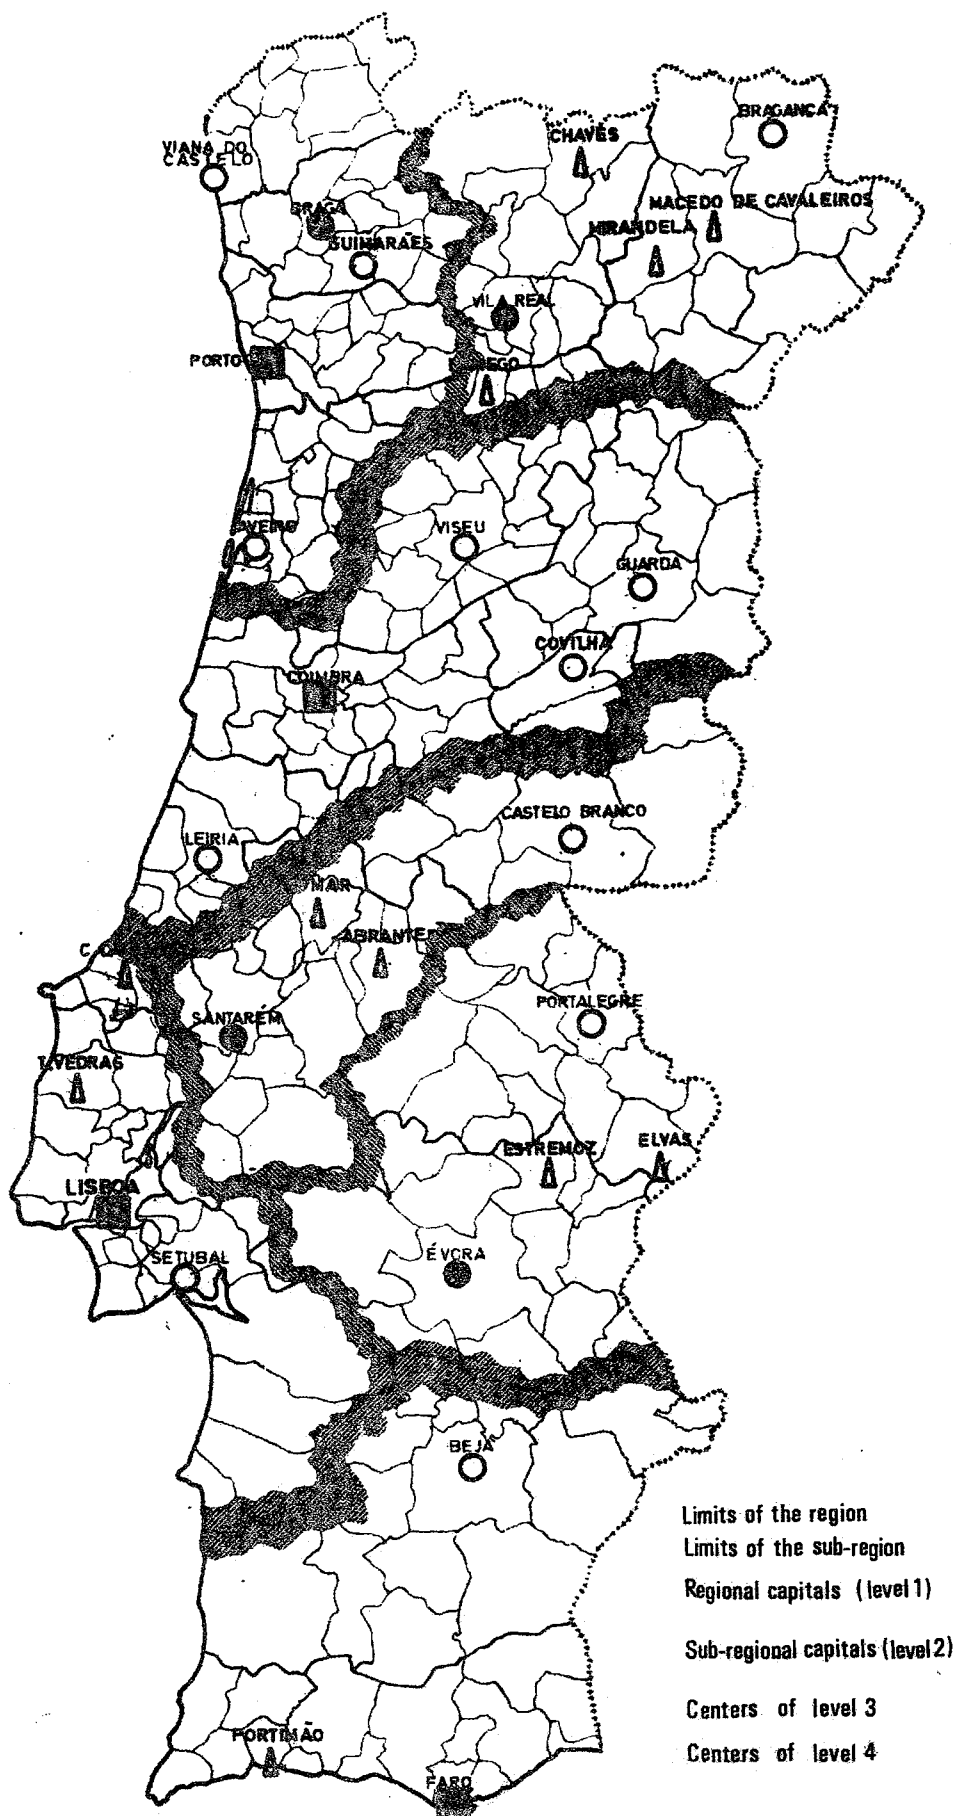 BRAGANÇA
CHAVES
VIANA DO
CASTELO
MACEDO DE CAVALEIROS
BRAGA
MIRANDELA
GUIMARÃES
VILA REAL
PORTO
AVEIRO
VISEU
GUARDA
COVILHÃ
COIMBRA
CASTELO BRANCO
LEIRIA
MAR
ABRANTE
PORTALEGRE
SANTARÉM
T.VEDRAS
ELVAS
ESTREMOZ
LISBOA
ÉVORA
SETUBAL
BEJA
Limits of the region
Limits of the sub-region
Regional capitals (level 1)
Sub-regional capitals (level 2)
Centers of level 3
Centers of level 4
PORTIMÃO
FARO